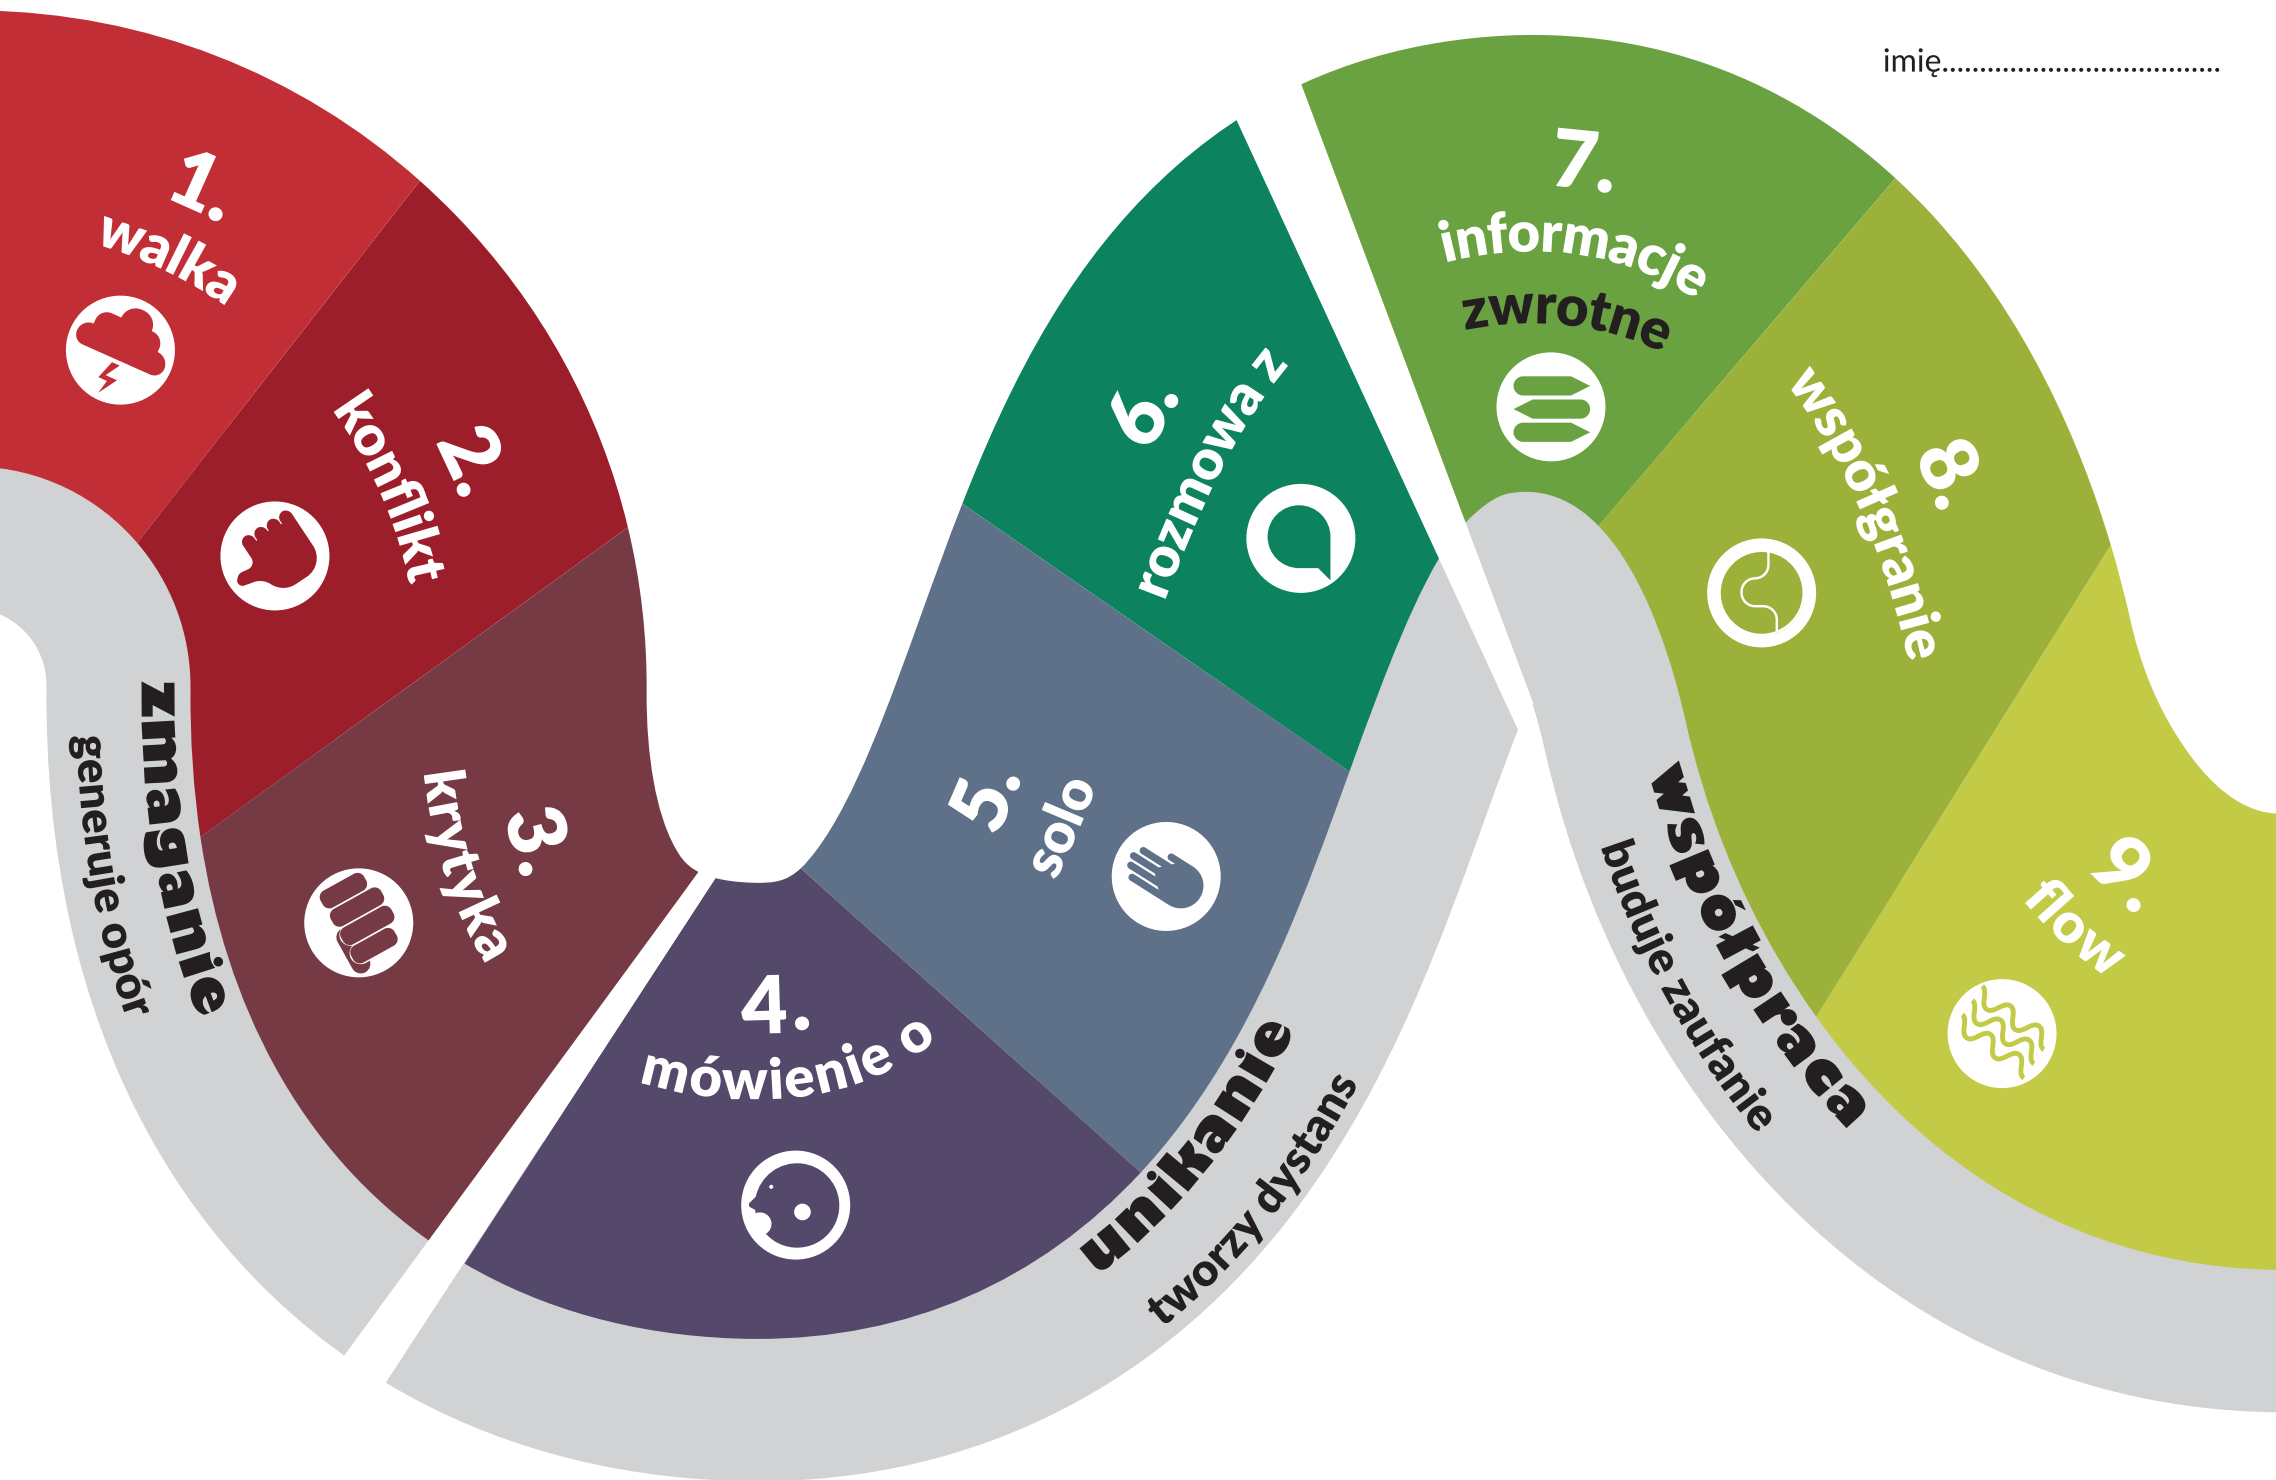 imię.....................................
1.
walka
2.
konflikt
3.
krytyka
zmaganie
generuje opór
4.
mówienie o
5.
solo
6.
rozmowa z
unikanie
tworzy dystans
7.
informacje
zwrotne
8.
współgranie
9.
flow
współpraca
buduje zaufanie